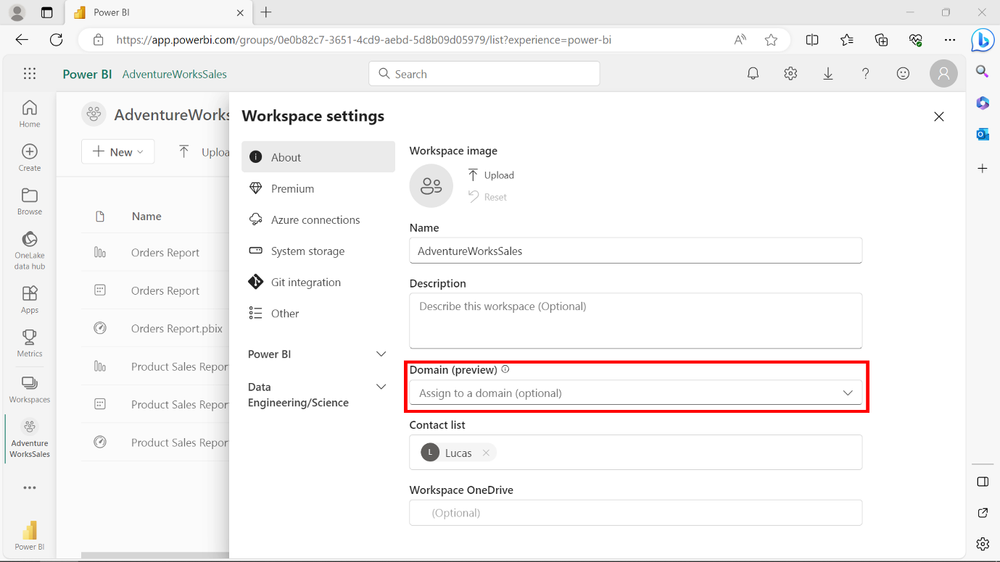 Power BI
https://app.powerbi.com/groups/0e0b82c7-3651-4cd9-aebd-5d8b09d05979/list?experience=power-bi
Power BI AdventureWorksSales
Search
Home
Create
Browse
OneLake
data hub
Apps
Metrics
Workspaces
Adventure
WorksSales
Power BI
AdventureWorks
New
Uploa
Name
Orders Report
Orders Report
Orders Report.pbix
Product Sales Repor
Product Sales Repor
Product Sales Repor
Workspace settings
About
Premium
Azure connections
System storage
Git integration
Other
Power BI
Data
Engineering/Science
Workspace image
Upload
Reset
Name
AdventureWorksSales
Description
Describe this workspace (Optional)
Domain (preview)
Assign to a domain (optional)
Contact list
L Lucas
Workspace OneDrive
(Optional)